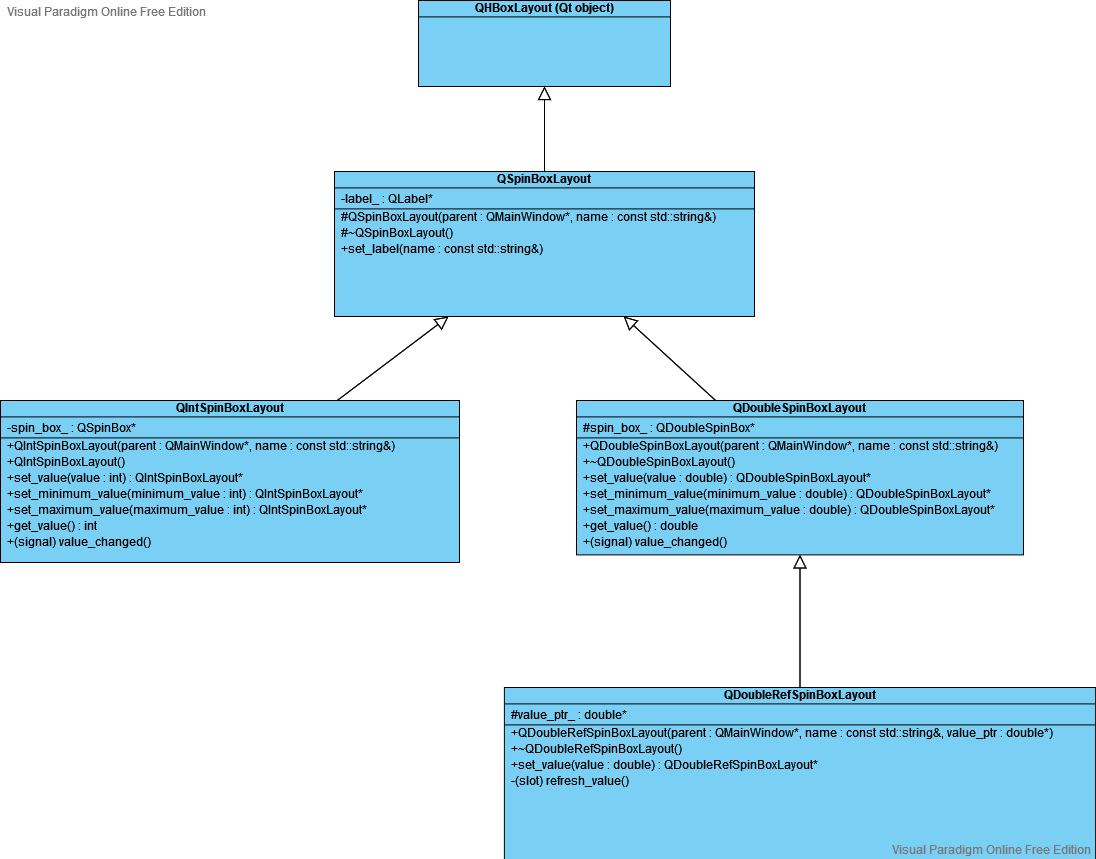 Visual Paradigm Online Free Edition
QHBoxLayout (Qt object)
QSpinBoxLayout
-label_ : QLabel*
#QSpinBoxLayout(parent : QMainWindow*, name : const std::string&)
#~QSpinBoxLayout()
+set_label(name : const std::string&)
QIntSpinBoxLayout
-spin_box_ : QSpinBox*
+QIntSpinBoxLayout(parent : QMainWindow*, name : const std::string&)
+QIntSpinBoxLayout()
+set_value(value : int) : QIntSpinBoxLayout*
+set_minimum_value(minimum_value : int) : QIntSpinBoxLayout*
+set_maximum_value(maximum_value : int) : QIntSpinBoxLayout*
+get_value() : int
+(signal) value_changed()
QDoubleSpinBoxLayout
#spin_box_ : QDoubleSpinBox*
+QDoubleSpinBoxLayout(parent : QMainWindow*, name : const std::string&)
+~QDoubleSpinBoxLayout()
+set_value(value : double) : QDoubleSpinBoxLayout*
+set_minimum_value(minimum_value : double) : QDoubleSpinBoxLayout*
+set_maximum_value(maximum_value : double) : QDoubleSpinBoxLayout*
+get_value() : double
+(signal) value_changed()
QDoubleRefSpinBoxLayout
#value_ptr_ : double*
+QDoubleRefSpinBoxLayout(parent : QMainWindow*, name : const std::string&, value_ptr : double*)
+~QDoubleRefSpinBoxLayout()
+set_value(value : double) : QDoubleRefSpinBoxLayout*
-(slot) refresh_value()
Visual Paradigm Online Free Edition